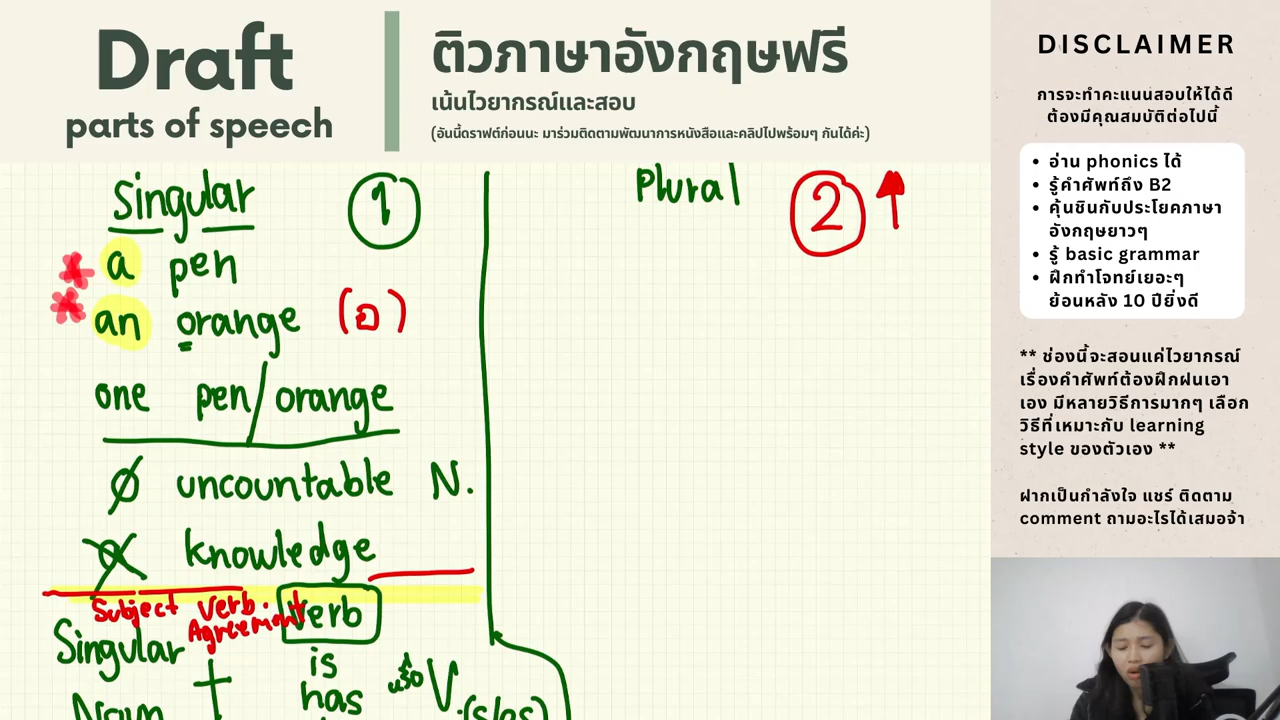 Draft
parts of speech
ติวภาษาอังกฤษฟรี
เน้นไวยากรณ์และสอบ
(อันนี้ดราฟต์ก่อนนะ มาร่วมติดตามพัฒนาการหนังสือและคลิปไปพร้อมๆ กันได้ค่ะ)
Singular 1
a pen
an orange (อ)
one pen/orange
Ø uncountable N.
a knowledge
Subject Verb Agreement
Singular Noun + verb
is
has
หรือ V.(s/es)
Plural 2 ↑
DISCLAIMER
การจะทำคะแนนสอบให้ได้ดี
ต้องมีคุณสมบัติต่อไปนี้
• อ่าน phonics ได้
• รู้คำศัพท์ถึง B2
• คุ้นชินกับประโยคภาษา
อังกฤษยาวๆ
• รู้ basic grammar
• ฝึกทำโจทย์เยอะๆ
ย้อนหลัง 10 ปียิ่งดี
** ช่องนี้จะสอนแค่ไวยากรณ์
เรื่องคำศัพท์ต้องฝึกฝนเอา
เอง มีหลายวิธีการมากๆ เลือก
วิธีที่เหมาะกับ learning
style ของตัวเอง **
ฝากเป็นกำลังใจ แชร์ ติดตาม
comment ถามอะไรได้เสมอจ้า